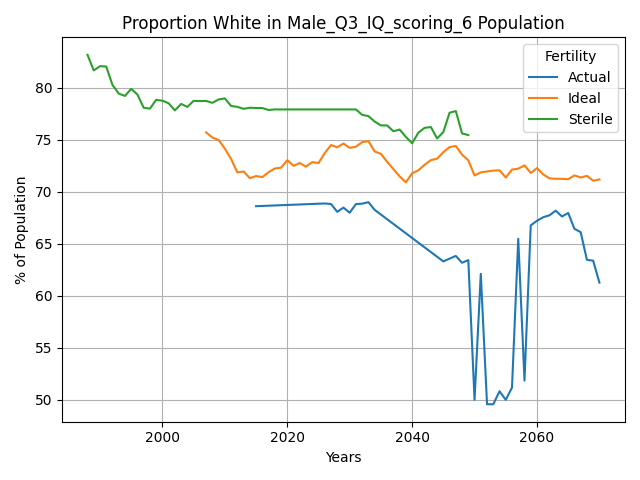 Proportion White in Male_Q3_IQ_scoring_6 Population
Fertility
Actual
Ideal
Sterile
% of Population
80
75
70
65
60
55
50
2000
2020
2040
2060
Years